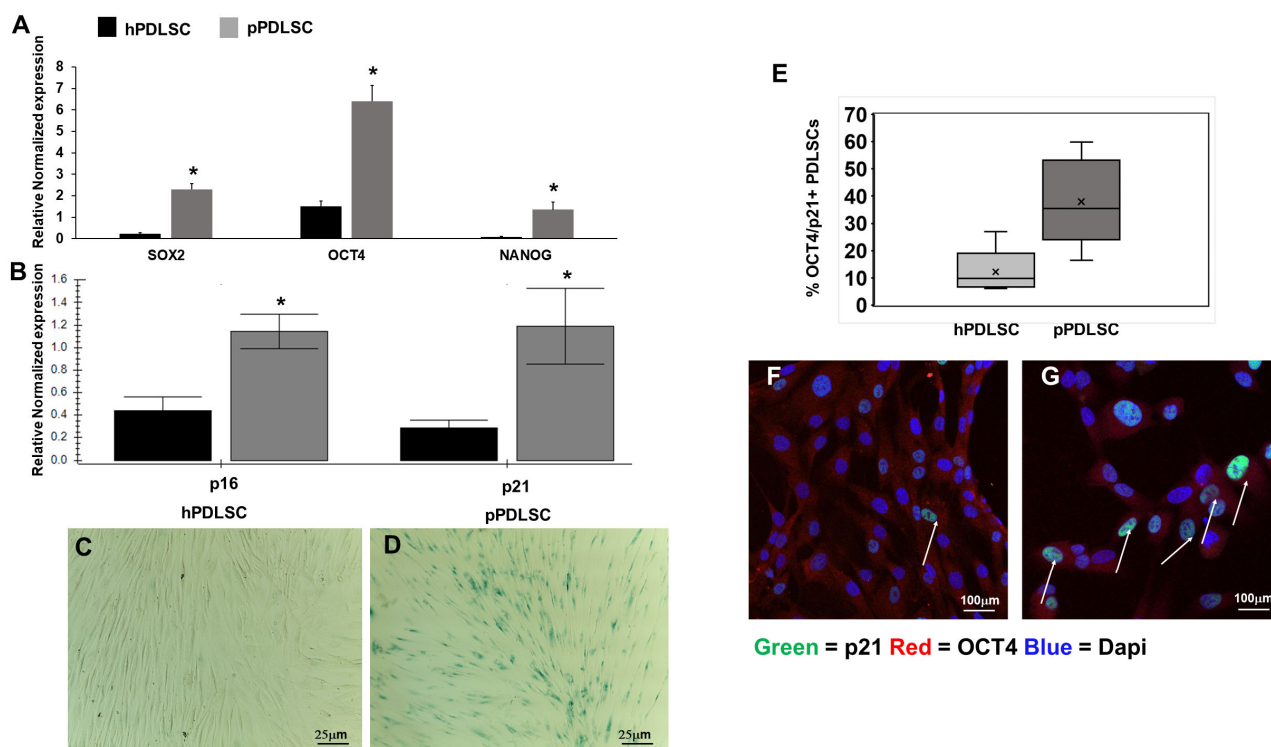 A
hPDLSC pPDLSC
Relative Normalized expression
8
7
6
5
4
3
2
1
0
* * *
SOX2 OCT4 NANOG
B
Relative Normalized expression
1.6
1.4
1.2
1.0
0.8
0.6
0.4
0.2
0.0
* *
p16 p21
hPDLSC pPDLSC
C
25µm
D
25µm
E
% OCT4/p21+ PDLSCs
70
60
50
40
30
20
10
0
hPDLSC pPDLSC
F
100µm
G
100µm
Green = p21 Red = OCT4 Blue = Dapi